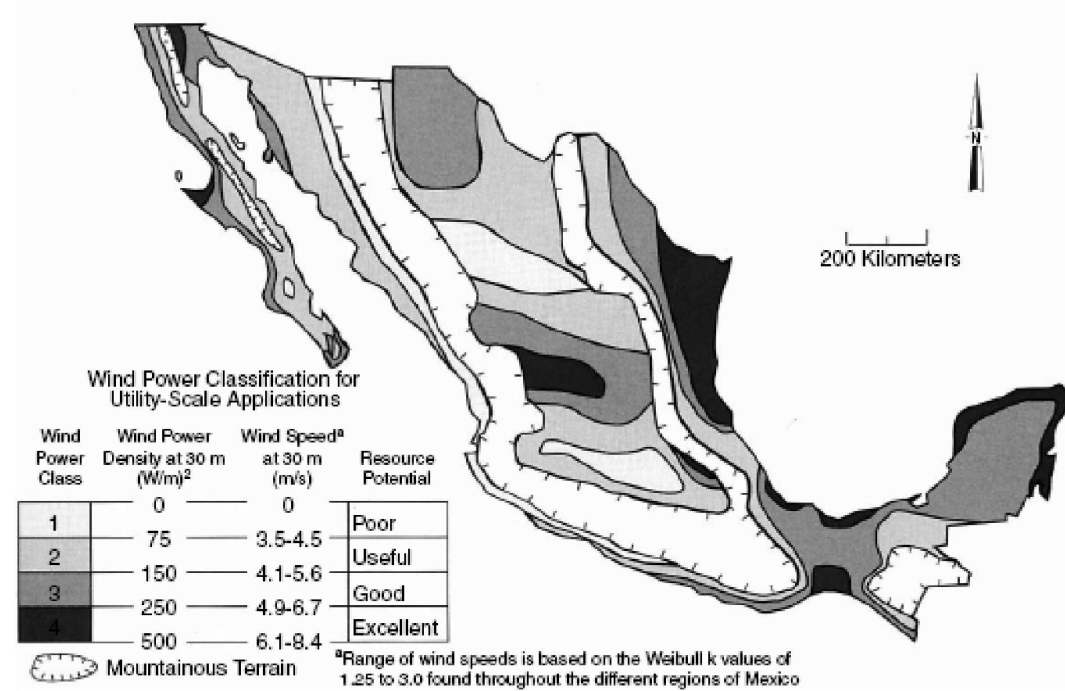 N
200 Kilometers
Wind Power Classification for
Utility-Scale Applications
Wind Power Class
Wind Power Density at 30 m (W/m)2
Wind Speeda at 30 m (m/s)
Resource Potential
0 0
1 Poor
75 3.5-4.5
2 Useful
150 4.1-5.6
3 Good
250 4.9-6.7
4 Excellent
500 6.1-8.4
Mountainous Terrain
aRange of wind speeds is based on the Weibull k values of
1.25 to 3.0 found throughout the different regions of Mexico